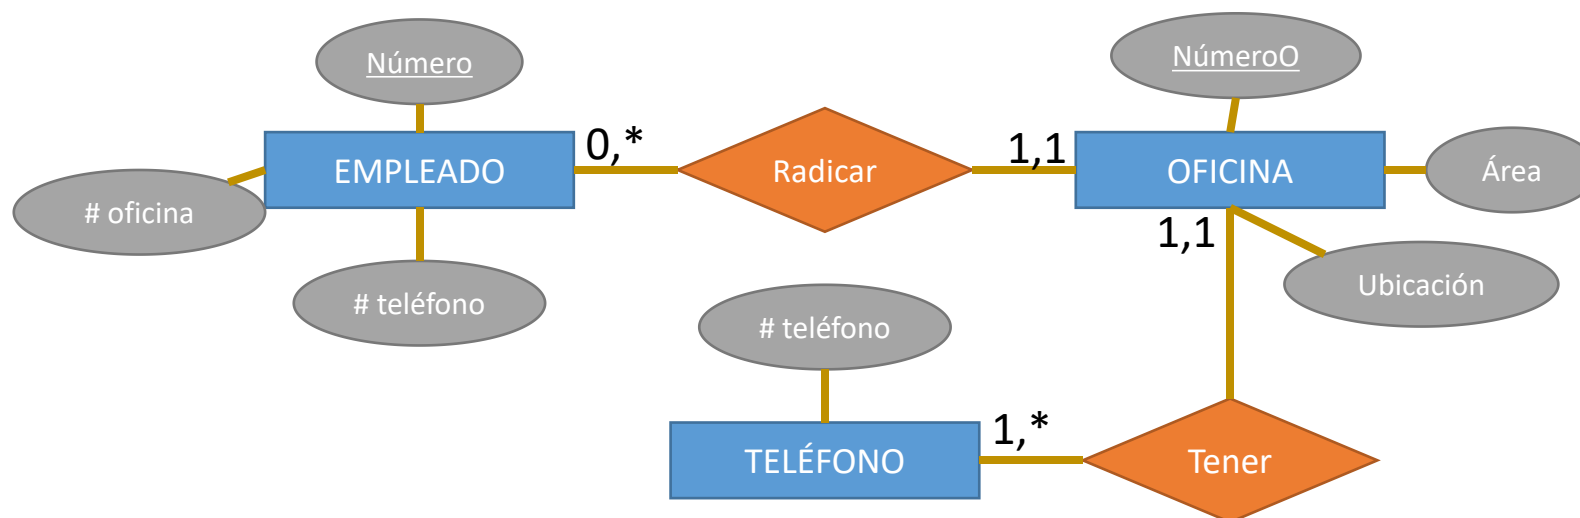 Número
NúmeroO
EMPLEADO
0,*
Radicar
1,1
OFICINA
Área
# oficina
1,1
# teléfono
Ubicación
# teléfono
TELÉFONO
1,*
Tener